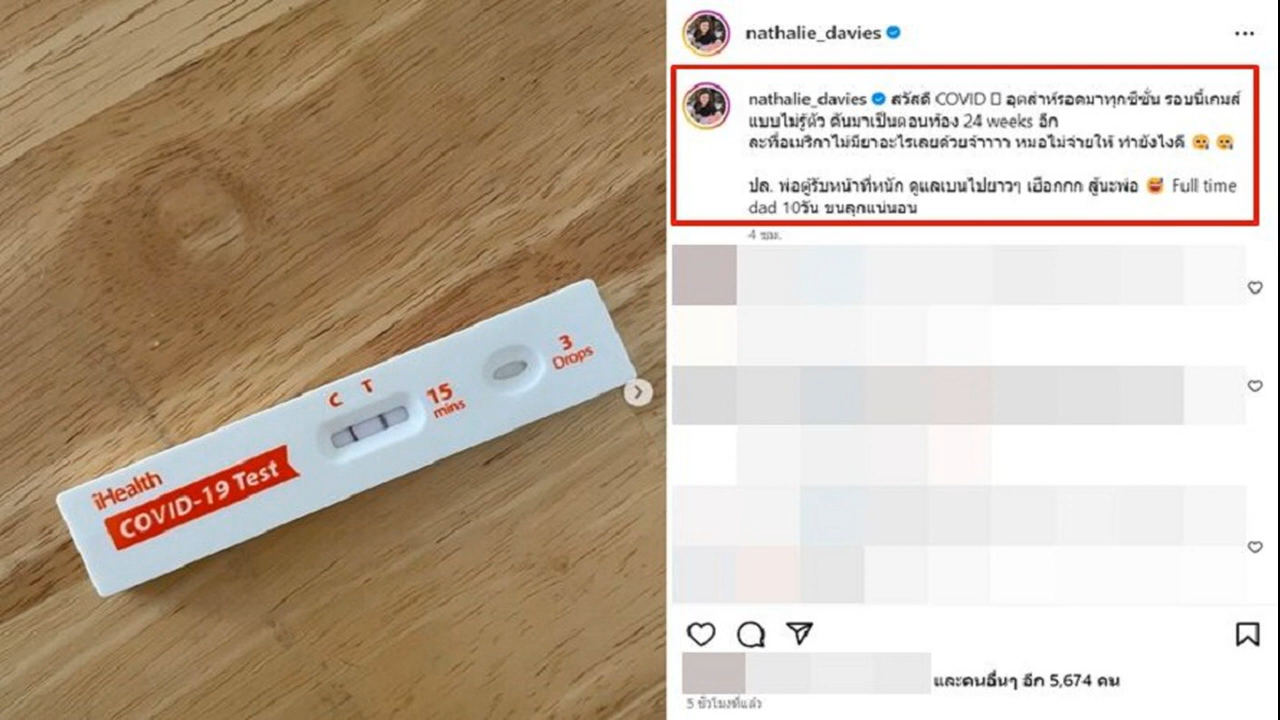 nathalie_davies
nathalie_davies สวัสดี COVID อุตส่าห์รอดมาทุกซีซั่น รอบนี้เกมส์
แบบไม่รู้ตัว ดันมาเป็นตอนท้อง 24 weeks อีก
ละที่อเมริกาไม่มียาอะไรเลยด้วยจ้าาาา หมอไม่จ่ายให้ ทำยังไงดี
ปล. พ่อคู่รับหน้าที่หนัก ดูแลเบนไปยาวๆ เฮือกกก สู้นะพ่อ Full time
dad 10วัน ขนลุกแน่นอน
4 ชม.
C T
15
mins
3
Drops
iHealth
COVID-19 Test
และคนอื่นๆ อีก 5,674 คน
5 ชั่วโมงที่แล้ว